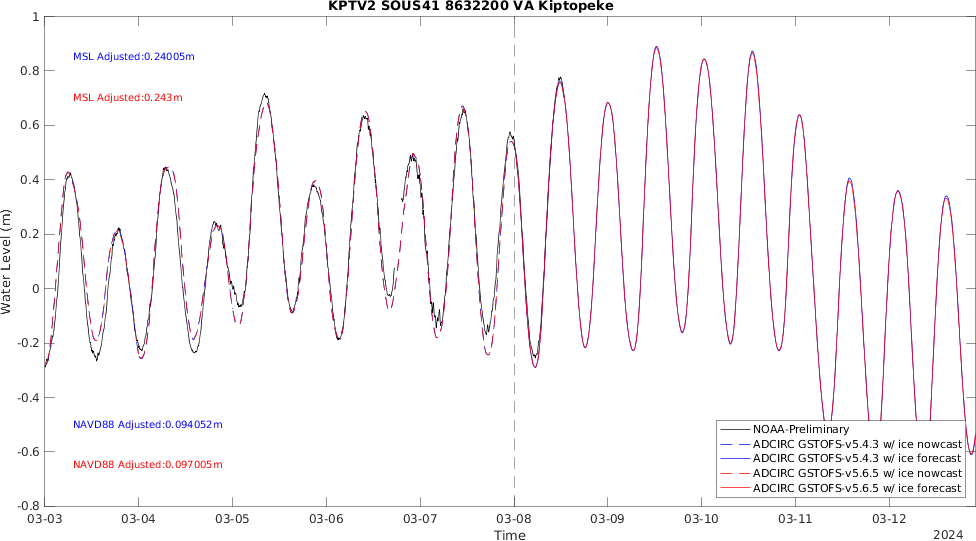 KPTV2 SOUS41 8632200 VA Kiptopeke
1
0.8
0.6
0.4
0.2
0
-0.2
-0.4
-0.6
-0.8
Water Level (m)
MSL Adjusted:0.24005m
MSL Adjusted:0.243m
NAVD88 Adjusted:0.094052m
NAVD88 Adjusted:0.097005m
NOAA-Preliminary
ADCIRC GSTOFS-v5.4.3 w/ ice nowcast
ADCIRC GSTOFS-v5.4.3 w/ ice forecast
ADCIRC GSTOFS-v5.6.5 w/ ice nowcast
ADCIRC GSTOFS-v5.6.5 w/ ice forecast
03-03 03-04 03-05 03-06 03-07 03-08 03-09 03-10 03-11 03-12
Time
2024